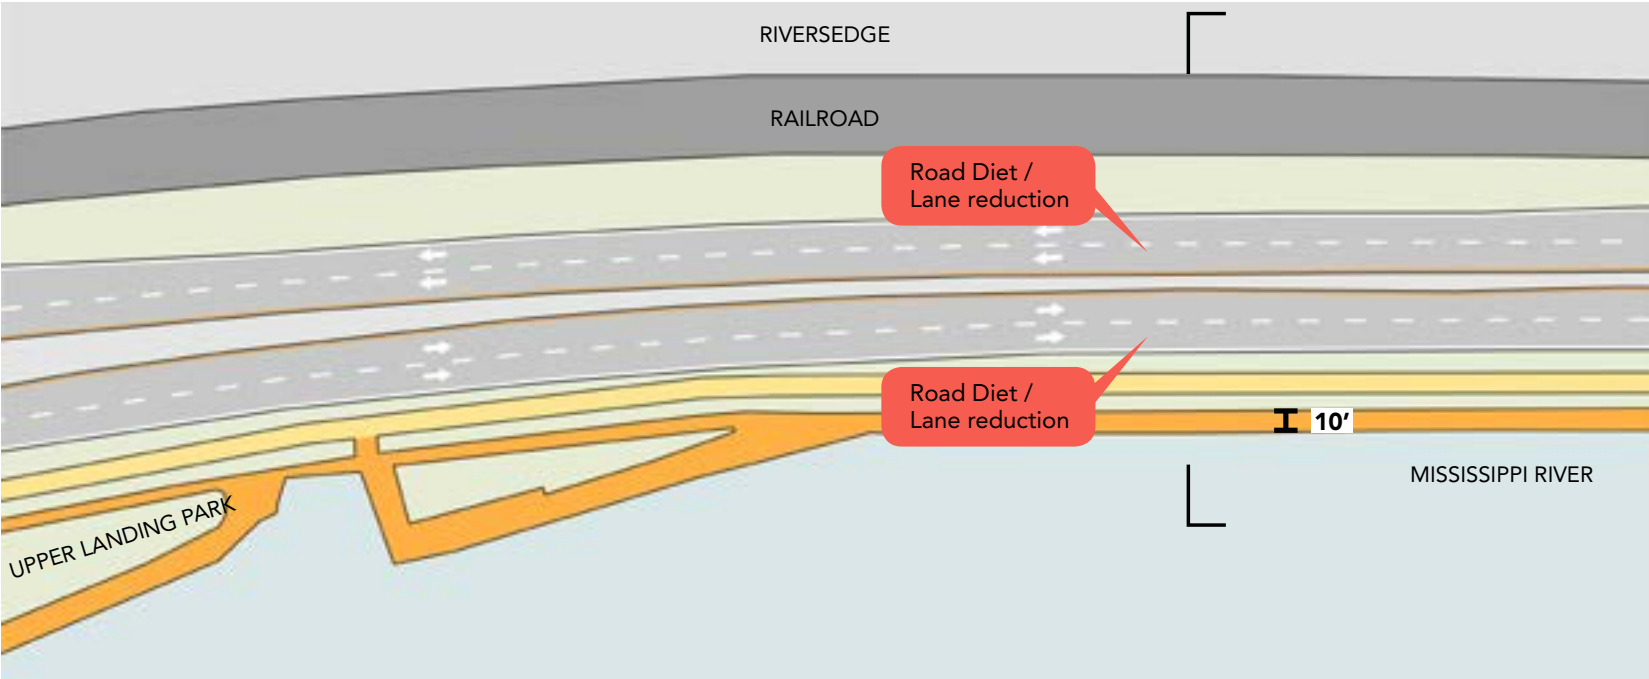 RIVERSEDGE
RAILROAD
Road Diet /
Lane reduction
Road Diet /
Lane reduction
10’
MISSISSIPPI RIVER
UPPER LANDING PARK